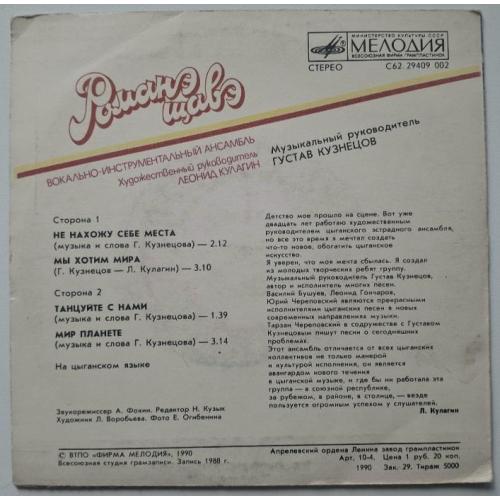 МИНИСТЕРСТВО КУЛЬТУРЫ СССР
МЕЛОДИЯ
ВСЕСОЮЗНАЯ ФИРМА ГРАМПЛАСТИНОК
СТЕРЕО С62 29409 002
Романэ
щавэ
ВОКАЛЬНО-ИНСТРУМЕНТАЛЬНЫЙ АНСАМБЛЬ
Художественный руководитель
ЛЕОНИД КУЛАГИН
Музыкальный руководитель
ГУСТАВ КУЗНЕЦОВ
Сторона 1
НЕ НАХОЖУ СЕБЕ МЕСТА
(музыка и слова Г. Кузнецова) — 2.12
МЫ ХОТИМ МИРА
(Г. Кузнецов — Л. Кулагин) — 3.10
Сторона 2
ТАНЦУЙТЕ С НАМИ
(музыка и слова Г. Кузнецова) — 1.39
МИР ПЛАНЕТЕ
(музыка и слова Г. Кузнецова) — 3.14
На цыганском языке
Звукорежиссер А. Фокин. Редактор Н. Кузык
Художник Л. Воробьева. Фото Е. Огибенина
Детство мое прошло на сцене. Вот уже
двадцать лет работаю художественным
руководителем цыганского эстрадного ансамбля,
но все это время я мечтал создать
что-то новое, обогатить цыганское
искусство.
Я уверен, что моя мечта сбылась. Я создал
из молодых творческих ребят группу.
Музыкальный руководитель Густав Кузнецов,
автор и исполнитель многих песен.
Василий Бушуев, Леонид Гончаров,
Юрий Череповский являются прекрасными
исполнителями цыганских песен в новых
современных направлениях музыки.
Тарзан Череповский в содружестве с Густавом
Кузнецовым пишут песни о сегодняшних
проблемах.
Этот ансамбль отличается от всех цыганских
коллективов не только манерой
и культурой исполнения, он является
авангардом нового течения
в цыганской музыке, и где бы ни работала эта
группа — в союзной республике,
за рубежом, в районе, в столице, — везде
пользуется огромным успехом у слушателей.
Л. Кулагин
© ВТПО «ФИРМА МЕЛОДИЯ», 1990
Всесоюзная студия грамзаписи. Запись 1988 г.
Апрелевский ордена Ленина завод грампластинок
Арт. 10-4. Цена 1 руб. 20 коп.
1990 Зак. 29. Тираж 5000